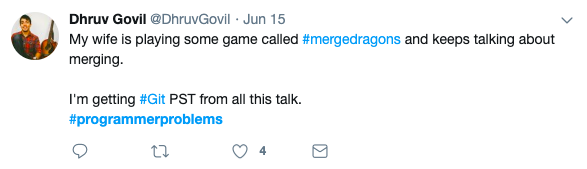 Dhruv Govil @DhruvGovil · Jun 15
My wife is playing some game called #mergedragons and keeps talking about
merging.
I'm getting #Git PST from all this talk.
#programmerproblems
4